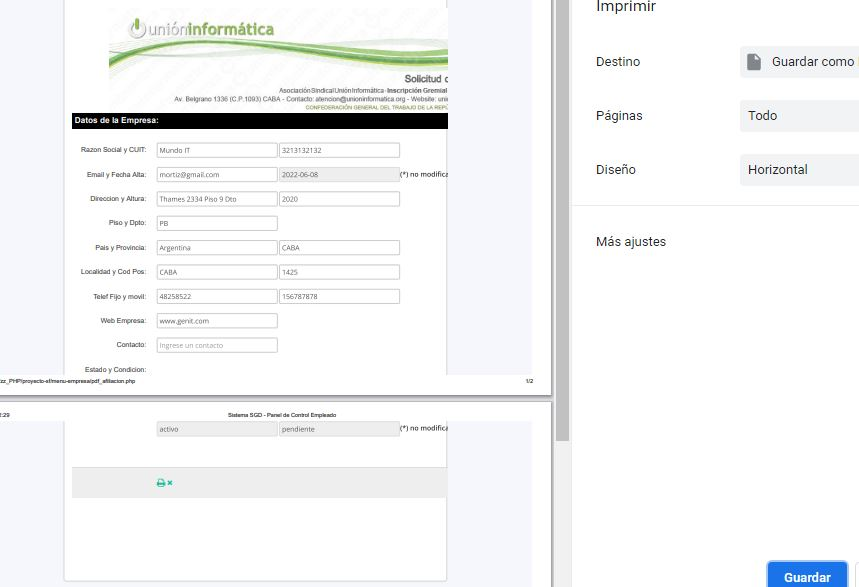 Imprimir
Destino Guardar como
Páginas Todo
Diseño Horizontal
Más ajustes
Guardar
unióninformática
Solicitud
Asociación Sindical Unión Informática - Inscripción Gremial
Av. Belgrano 1336 (C.P.1093) CABA - Contacto: atencion@unioninformatica.org - Website:
CONFEDERACIÓN GENERAL DEL TRABAJO DE LA
Datos de la Empresa:
Razon Social y CUIT: Mundo IT 3213132132
Email y Fecha Alta: mortiz@gmail.com 2022-06-08 (*) no modifica
Direccion y Altura: Thames 2334 Piso 9 Dto 2020
Piso y Dpto: PB
Pais y Provincia: Argentina CABA
Localidad y Cod Pos: CABA 1425
Telef Fijo y movil: 48258522 156787878
Web Empresa: www.genit.com
Contacto: Ingrese un contacto
Estado y Condicion:
zz_PHP/proyecto-sf/menu-empresa/pdf_afiliacion.php 1/2
:29 Sistema SGD - Panel de Control Empleado
activo pendiente (*) no modifica